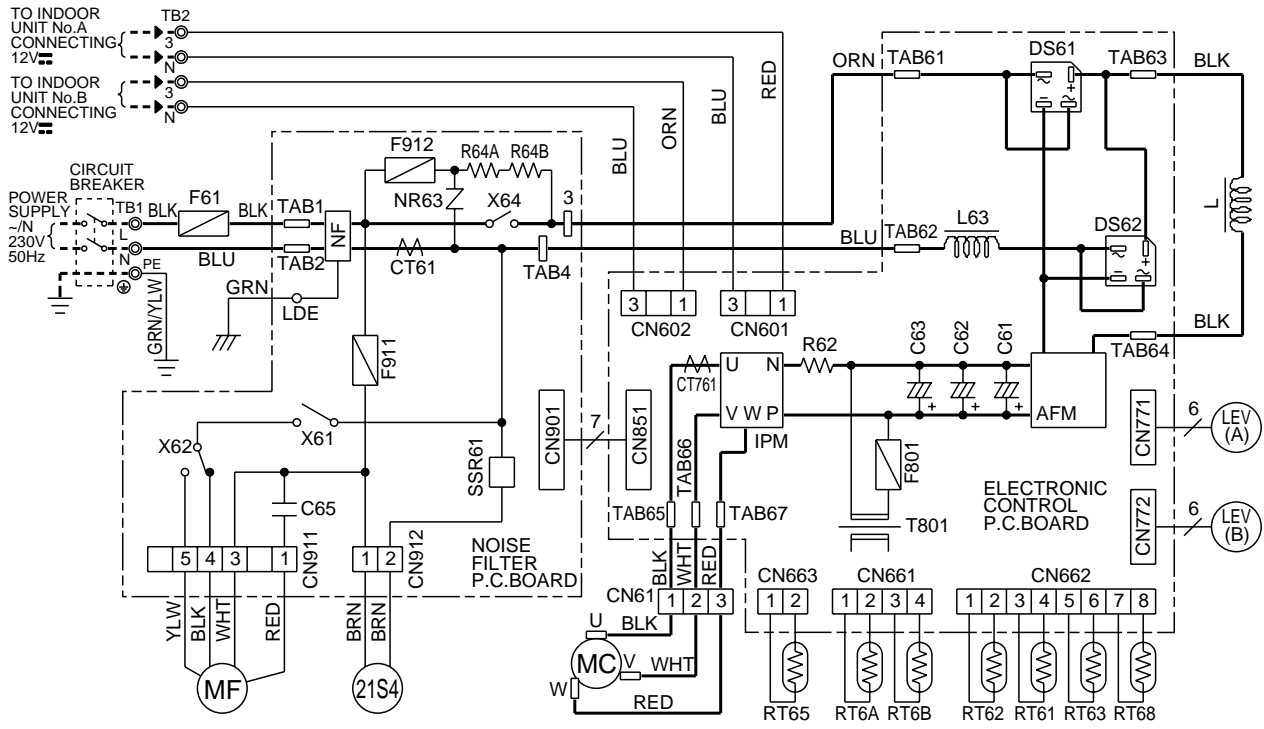 TO INDOOR
UNIT No.A
CONNECTING
12V
TB2
3
N
TO INDOOR
UNIT No.B
CONNECTING
12V
3
N
BLU
ORN
BLU
RED
ORN
TAB61
DS61
TAB63
BLK
L
CIRCUIT
BREAKER
POWER
SUPPLY
~/N
230V
50Hz
TB1
L
N
PE
BLK
F61
BLK
TAB1
BLU
TAB2
NF
GRN/YLW
GRN
LDE
F912
R64A
R64B
NR63
X64
3
CT61
TAB4
BLU
TAB62
L63
DS62
BLK
TAB64
3
1
CN602
3
1
CN601
F911
X61
X62
C65
SSR61
CN901
7
CN851
CT761
U
N
V W P
IPM
R62
C63
C62
C61
+
+
+
AFM
F801
T801
TAB66
TAB65
TAB67
ELECTRONIC
CONTROL
P.C.BOARD
CN771
6
LEV
(A)
CN772
6
LEV
(B)
5
4
3
1
CN911
1
2
CN912
NOISE
FILTER
P.C.BOARD
YLW
BLK
WHT
RED
BRN
BRN
MF
21S4
BLK
WHT
RED
CN61
1
2
3
U
BLK
MC
V
WHT
W
RED
CN663
1
2
RT65
CN661
1
2
3
4
RT6A
RT6B
CN662
1
2
3
4
5
6
7
8
RT62
RT61
RT63
RT68